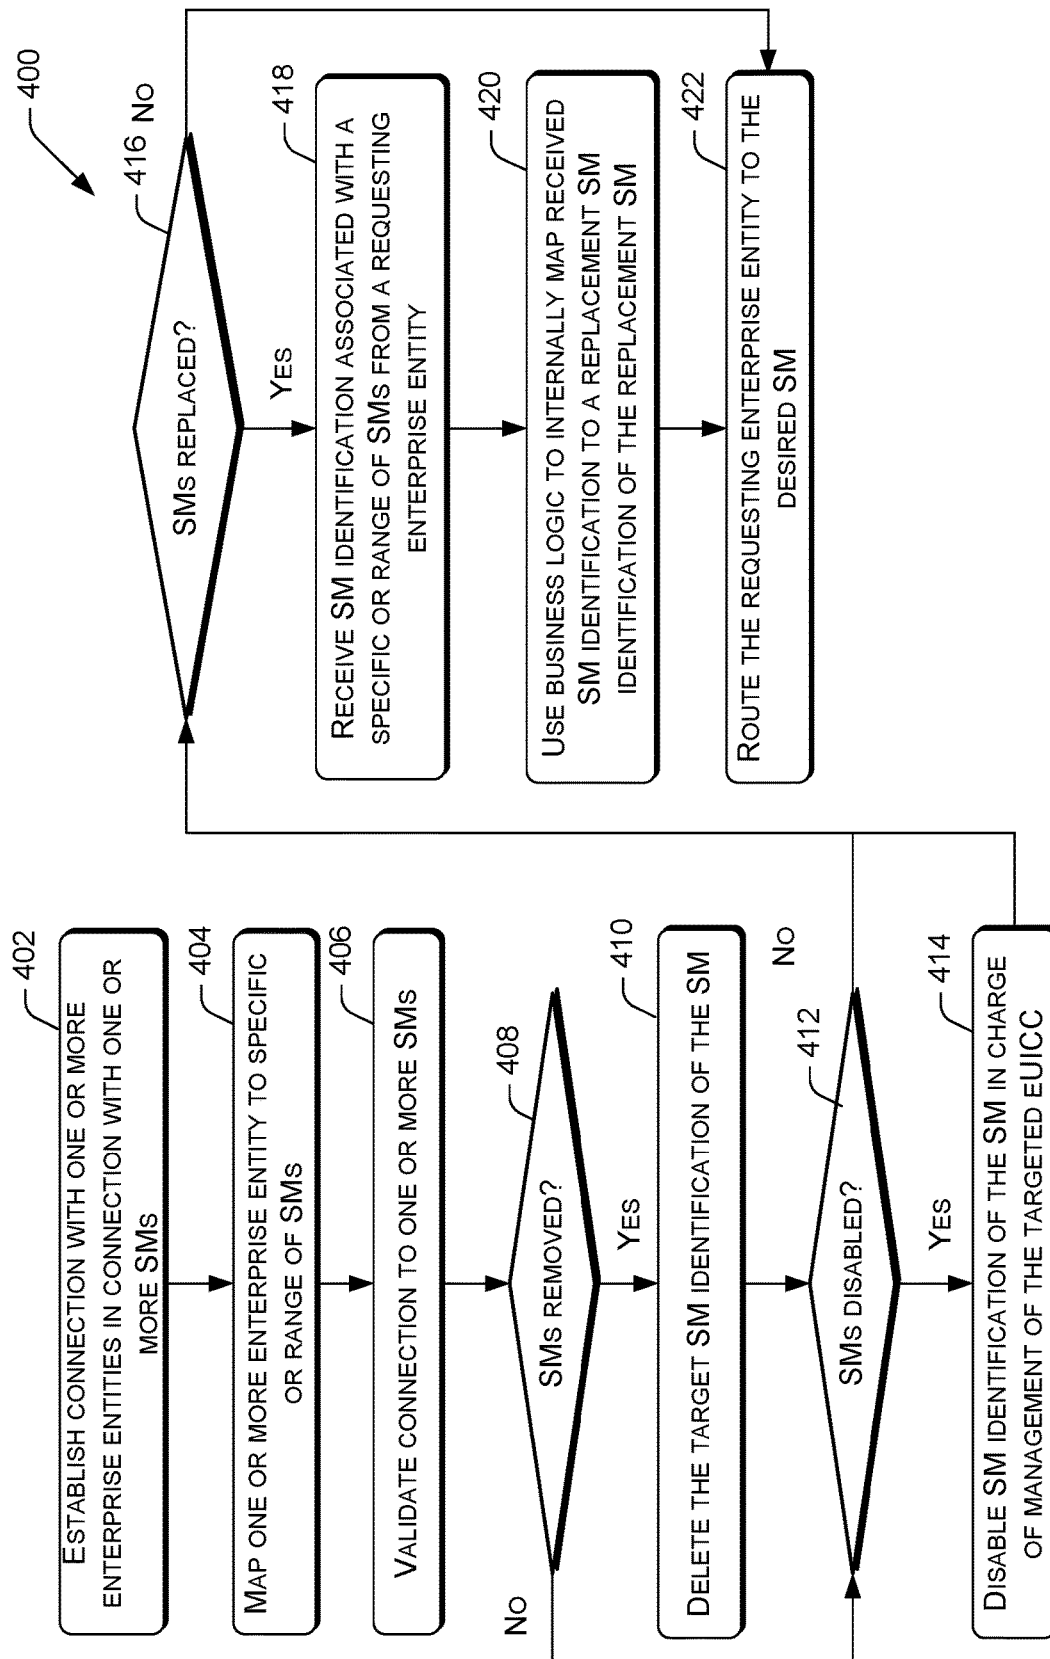 400
402
ESTABLISH CONNECTION WITH ONE OR MORE
ENTERPRISE ENTITIES IN CONNECTION WITH ONE OR
MORE SMS
404
MAP ONE OR MORE ENTERPRISE ENTITY TO SPECIFIC
OR RANGE OF SMS
406
VALIDATE CONNECTION TO ONE OR MORE SMS
408
SMS REMOVED?
NO
YES
410
DELETE THE TARGET SM IDENTIFICATION OF THE SM
412
SMS DISABLED?
NO
YES
414
DISABLE SM IDENTIFICATION OF THE SM IN CHARGE
OF MANAGEMENT OF THE TARGETED EUICC
416
SMS REPLACED?
NO
YES
418
RECEIVE SM IDENTIFICATION ASSOCIATED WITH A
SPECIFIC OR RANGE OF SMS FROM A REQUESTING
ENTERPRISE ENTITY
420
USE BUSINESS LOGIC TO INTERNALLY MAP RECEIVED
SM IDENTIFICATION TO A REPLACEMENT SM
IDENTIFICATION OF THE REPLACEMENT SM
422
ROUTE THE REQUESTING ENTERPRISE ENTITY TO THE
DESIRED SM